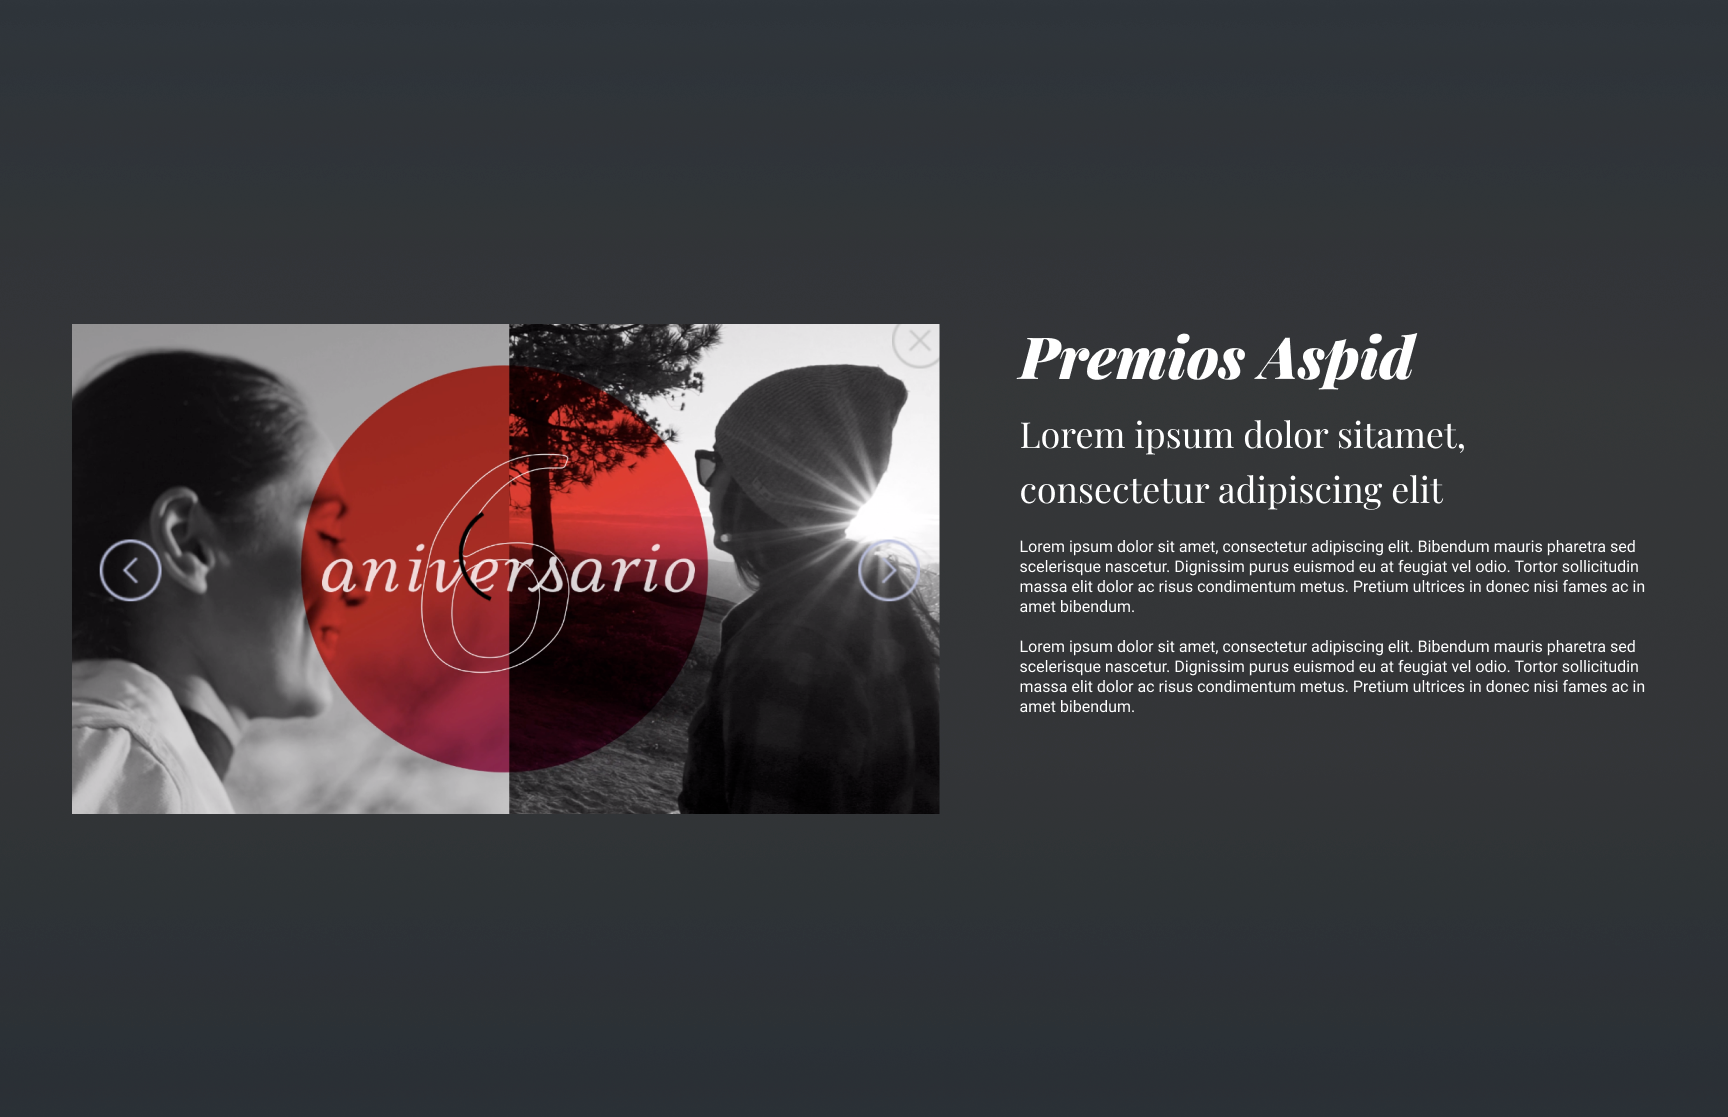 6
aniversario
Premios Aspid
Lorem ipsum dolor sitamet,
consectetur adipiscing elit
Lorem ipsum dolor sit amet, consectetur adipiscing elit. Bibendum mauris pharetra sed
scelerisque nascetur. Dignissim purus euismod eu at feugiat vel odio. Tortor sollicitudin
massa elit dolor ac risus condimentum metus. Pretium ultrices in donec nisi fames ac in
amet bibendum.
Lorem ipsum dolor sit amet, consectetur adipiscing elit. Bibendum mauris pharetra sed
scelerisque nascetur. Dignissim purus euismod eu at feugiat vel odio. Tortor sollicitudin
massa elit dolor ac risus condimentum metus. Pretium ultrices in donec nisi fames ac in
amet bibendum.